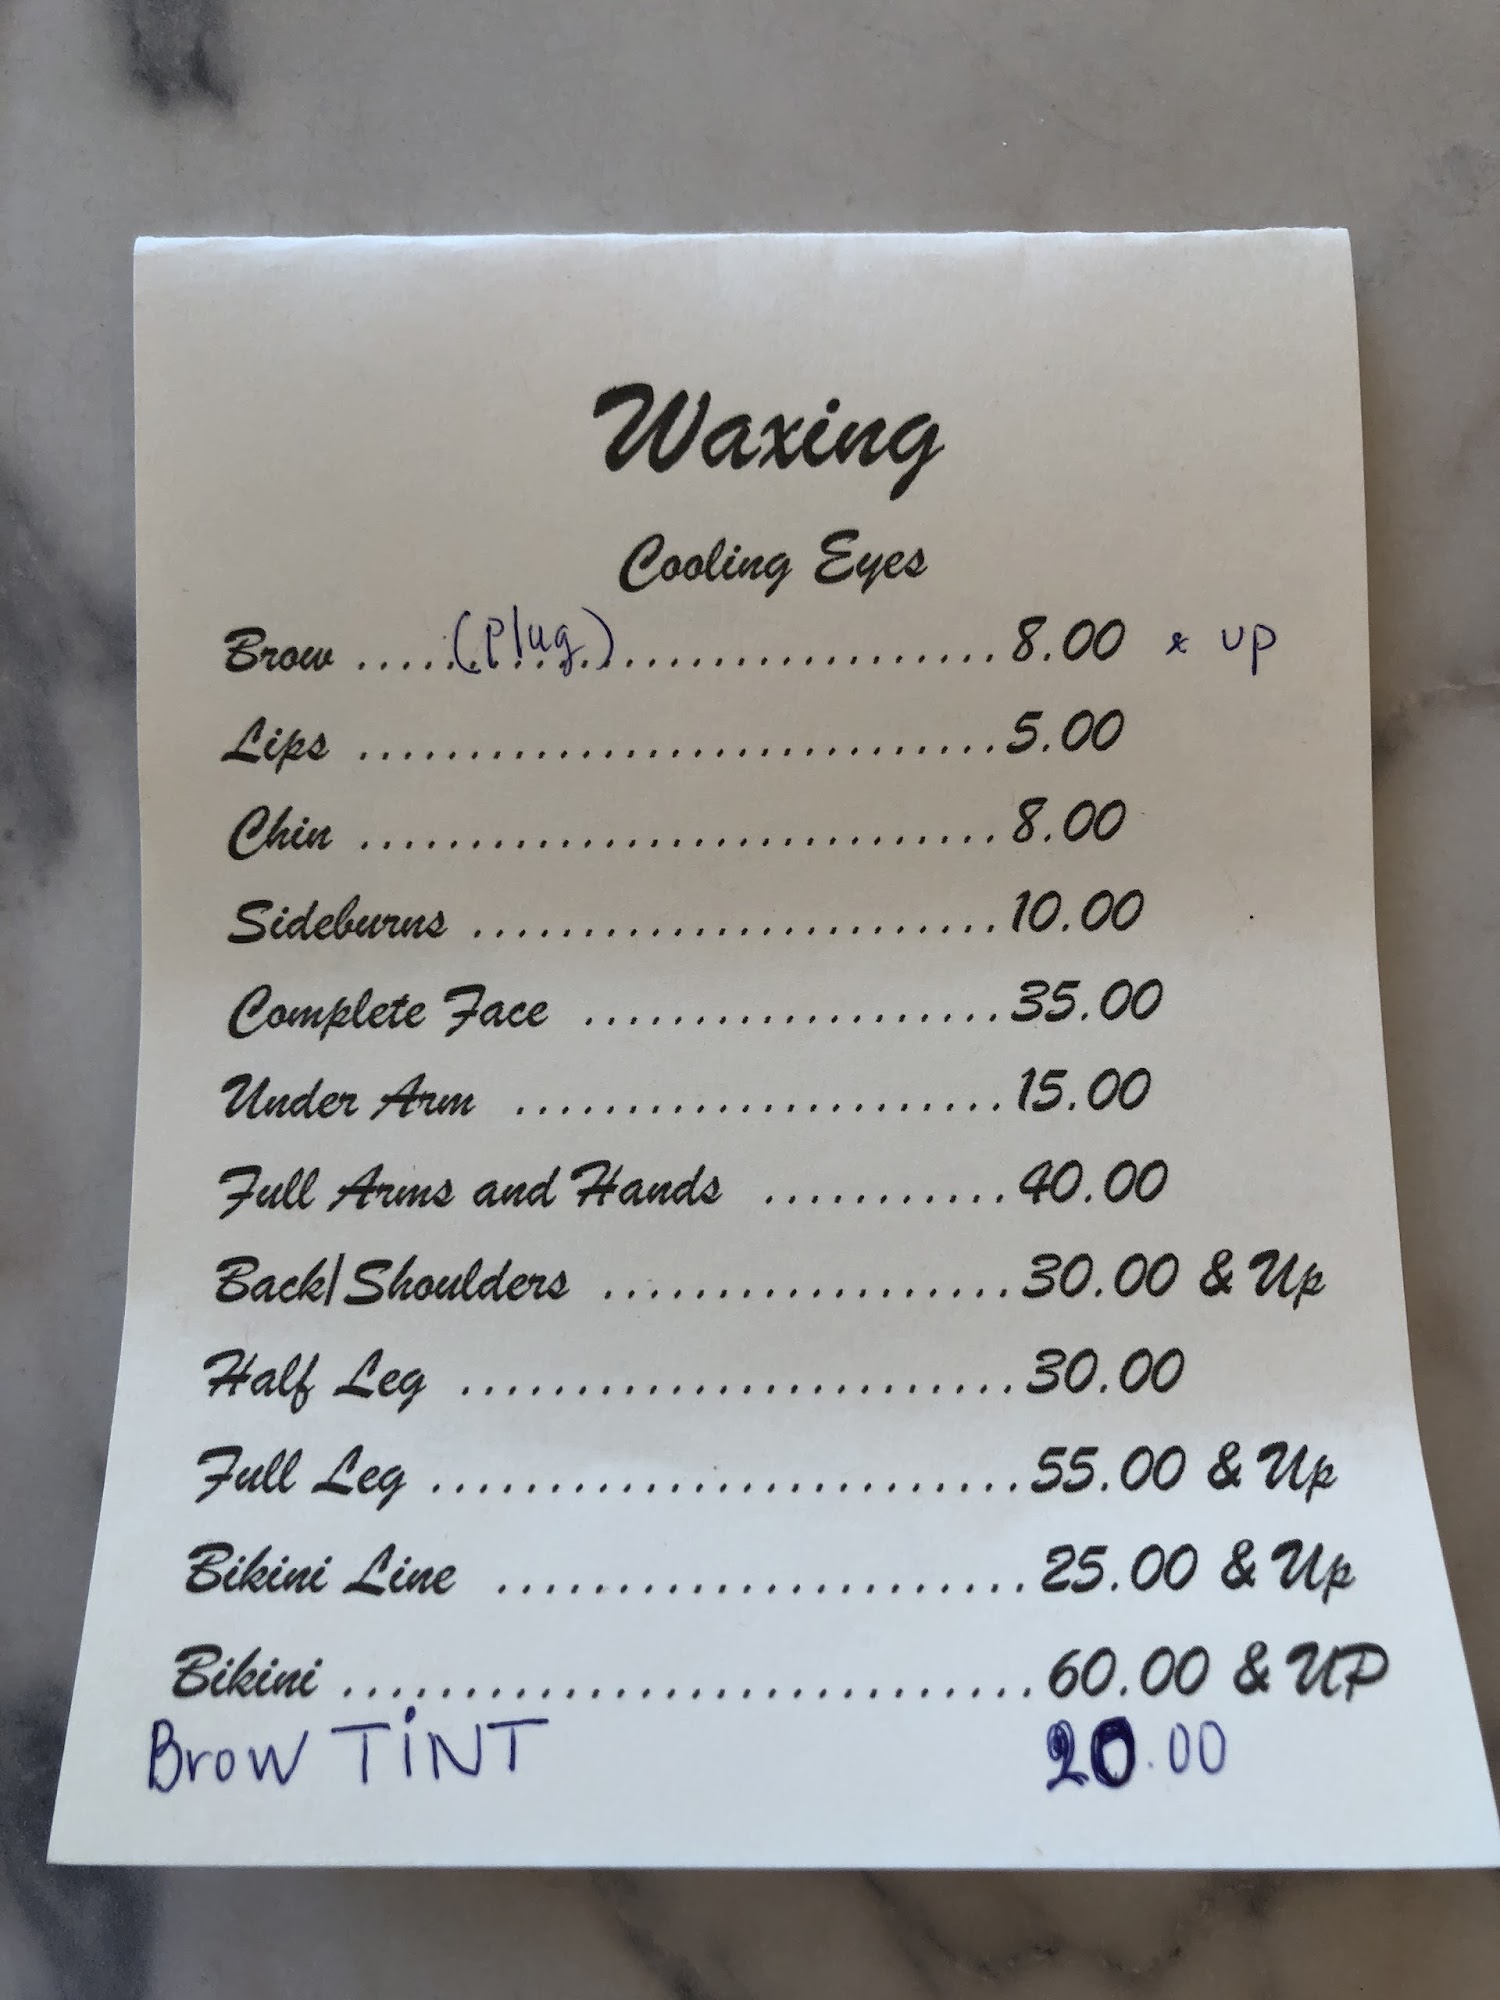 Waxing
Cooling Eyes
Brow .....(Plug).................... 8.00 & up
Lips ............................. 5.00
Chin ............................. 8.00
Sideburns ........................ 10.00
Complete Face ................... 35.00
Under Arm ...................... 15.00
Full Arms and Hands ........... 40.00
Back/Shoulders .................. 30.00 & Up
Half Leg ......................... 30.00
Full Leg .......................... 55.00 & Up
Bikini Line ........................ 25.00 & Up
Bikini ............................. 60.00 & UP
Brow TiNT 20.00